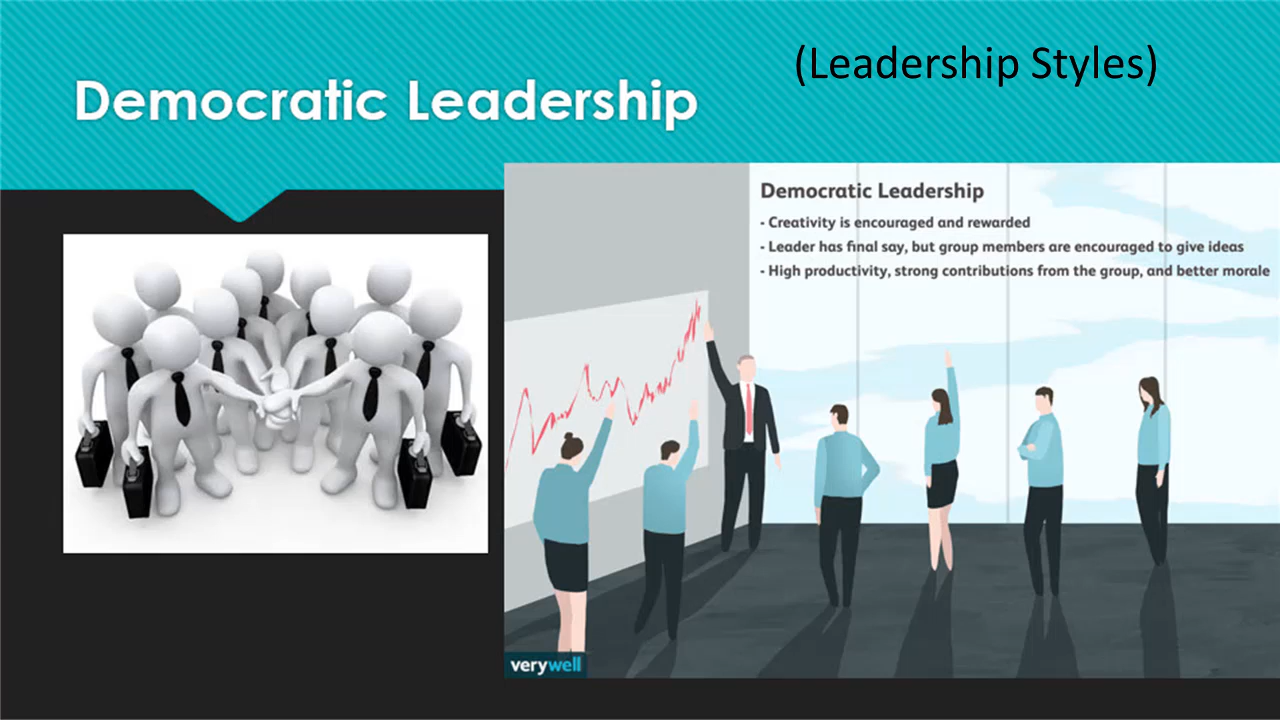 (Leadership Styles)
Democratic Leadership
Democratic Leadership
- Creativity is encouraged and rewarded
- Leader has final say, but group members are encouraged to give ideas
- High productivity, strong contributions from the group, and better morale
verywell